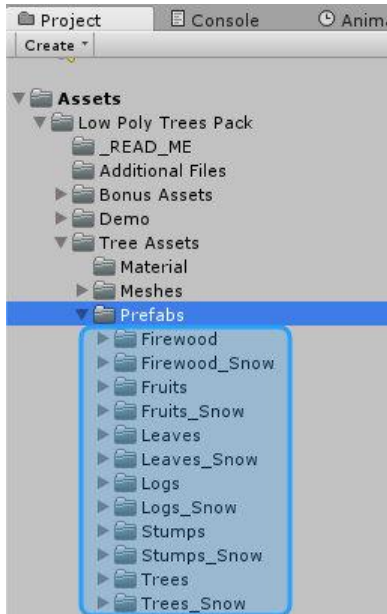 Project Console Anima
Create
Assets
Low Poly Trees Pack
_READ_ME
Additional Files
Bonus Assets
Demo
Tree Assets
Material
Meshes
Prefabs
Firewood
Firewood_Snow
Fruits
Fruits_Snow
Leaves
Leaves_Snow
Logs
Logs_Snow
Stumps
Stumps_Snow
Trees
Trees_Snow